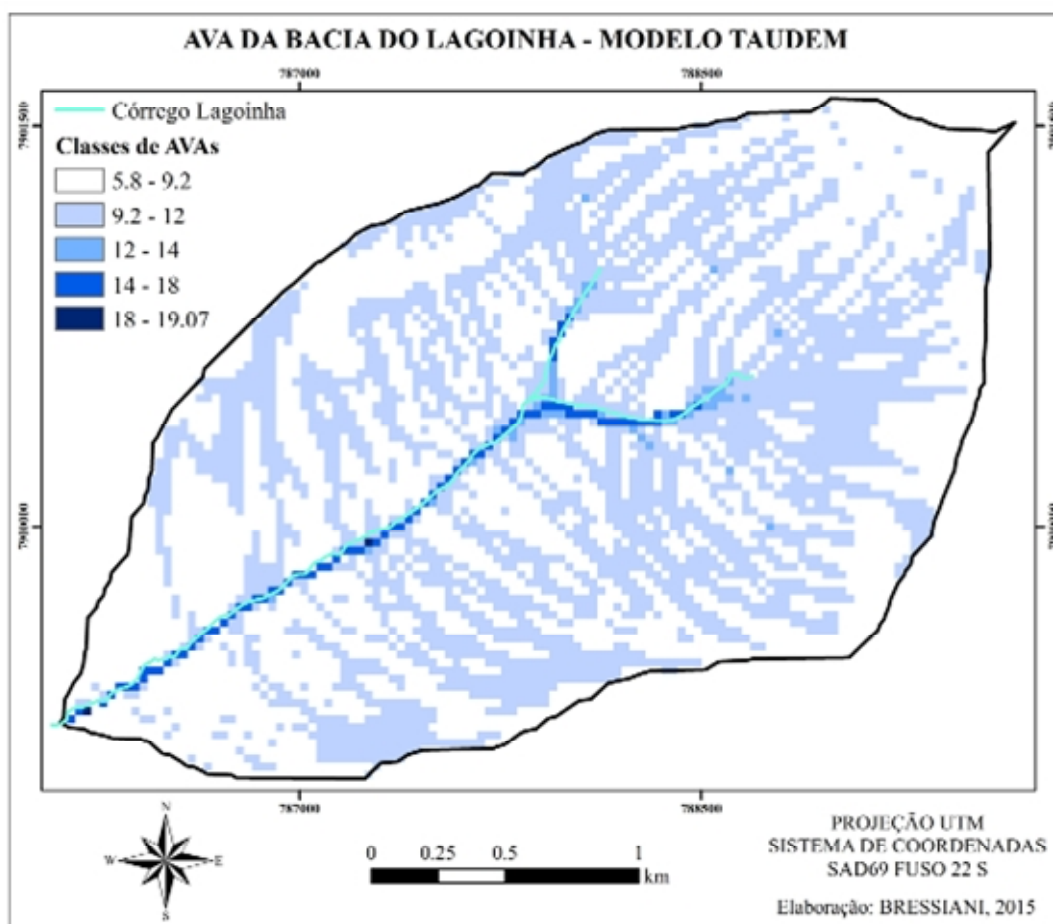 AVA DA BACIA DO LAGOINHA - MODELO TAUDEM
787000 788500
Córrego Lagoinha
Classes de AVAs
5.8 - 9.2
9.2 - 12
12 - 14
14 - 18
18 - 19.07
7901500
787000 788500
N
W E
S
0 0.25 0.5 1
km
PROJEÇÃO UTM
SISTEMA DE COORDENADAS
SAD69 FUSO 22 S
Elaboração: BRESSIANI, 2015